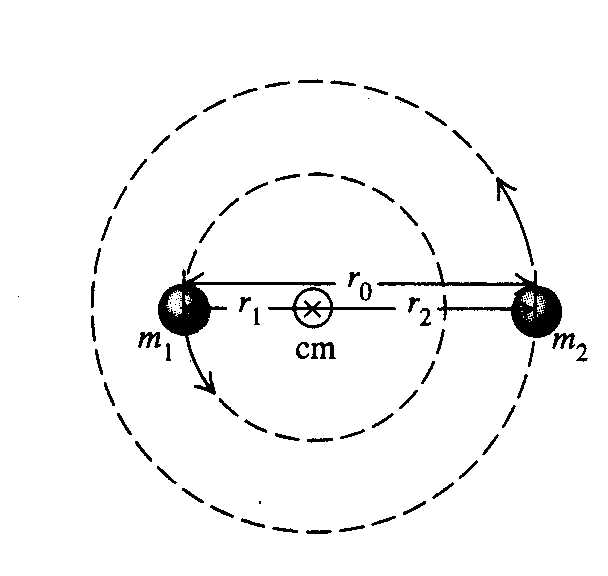 r₀
r₁
r₂
m₁
m₂
cm